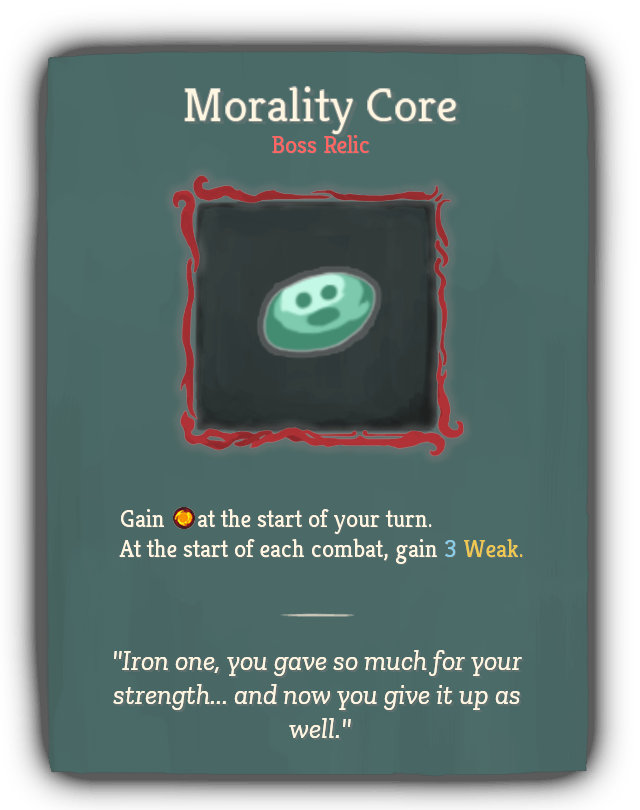 Morality Core
Boss Relic
Gain at the start of your turn.
At the start of each combat, gain 3 Weak.
"Iron one, you gave so much for your
strength... and now you give it up as
well."